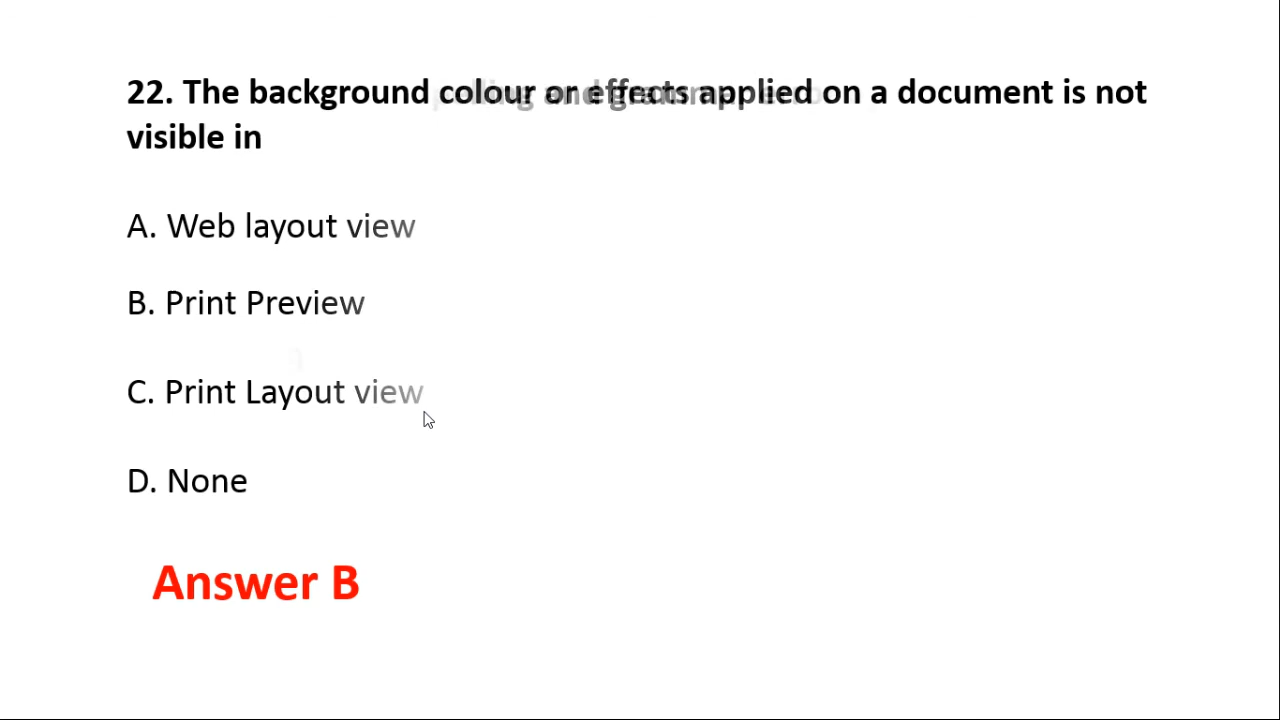 22. The background colour or effects applied on a document is not
visible in
A. Web layout view
B. Print Preview
C. Print Layout view
D. None
Answer B